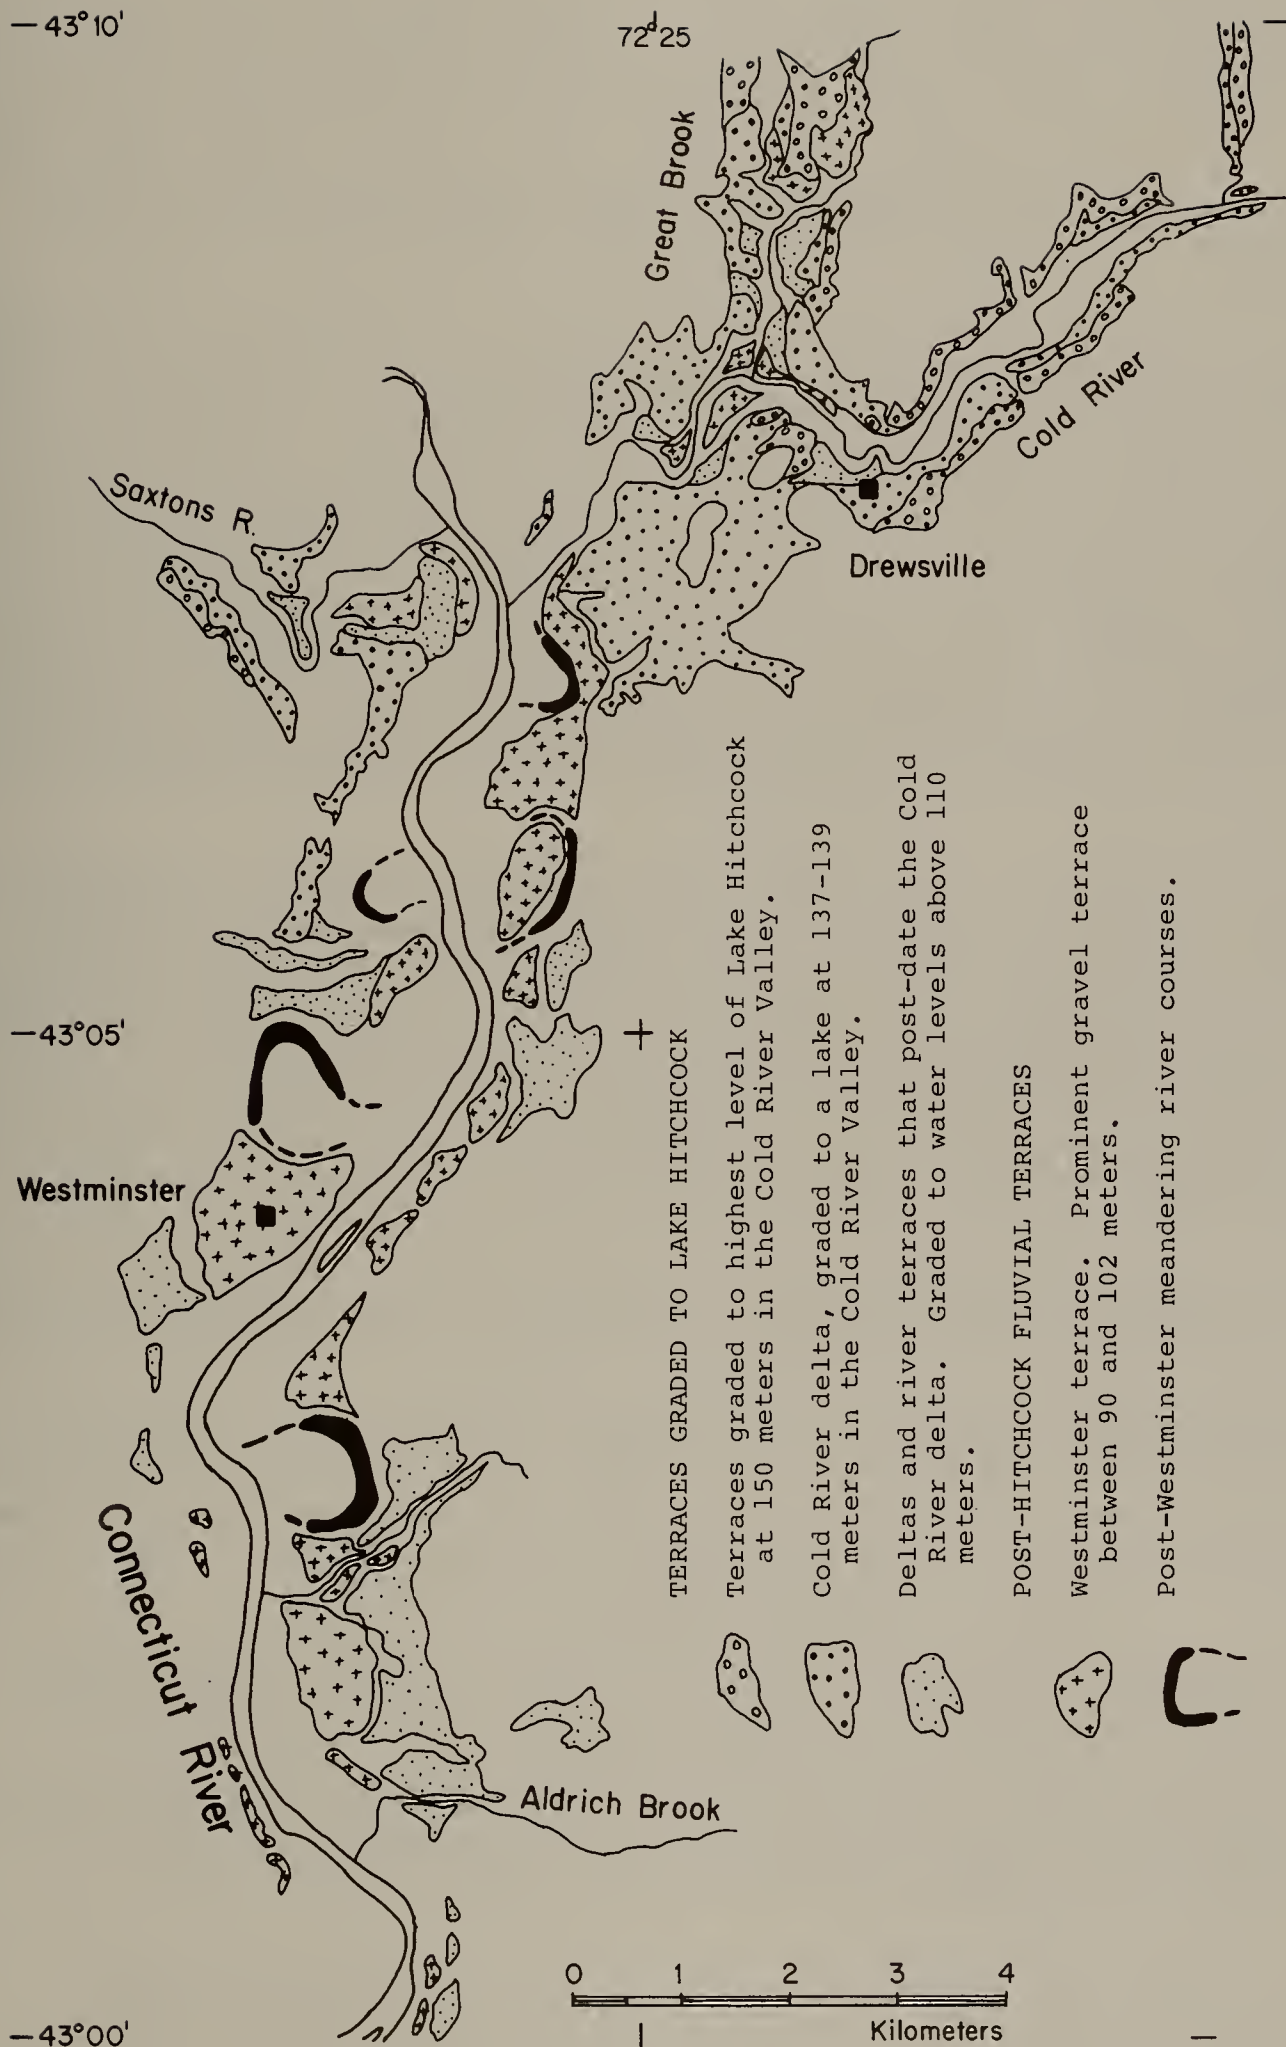 —43°10'
72°25
Great Brook
Cold River
Saxtons R.
Drewsville
—43°05'
Westminster
Connecticut River
Aldrich Brook
TERRACES GRADED TO LAKE HITCHCOCK
Terraces graded to highest level of Lake Hitchcock
at 150 meters in the Cold River Valley.
Cold River delta, graded to a lake at 137-139
meters in the Cold River Valley.
Deltas and river terraces that post-date the Cold
River delta. Graded to water levels above 110
meters.
POST-HITCHCOCK FLUVIAL TERRACES
Westminster terrace. Prominent gravel terrace
between 90 and 102 meters.
Post-Westminster meandering river courses.
0 1 2 3 4
Kilometers
—43°00'